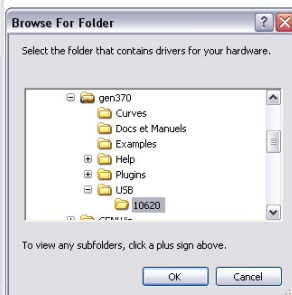 Browse For Folder
Select the folder that contains drivers for your hardware.
gen370
Curves
Docs et Manuels
Examples
Help
Plugins
USB
10620
GENWin
To view any subfolders, click a plus sign above.
OK Cancel